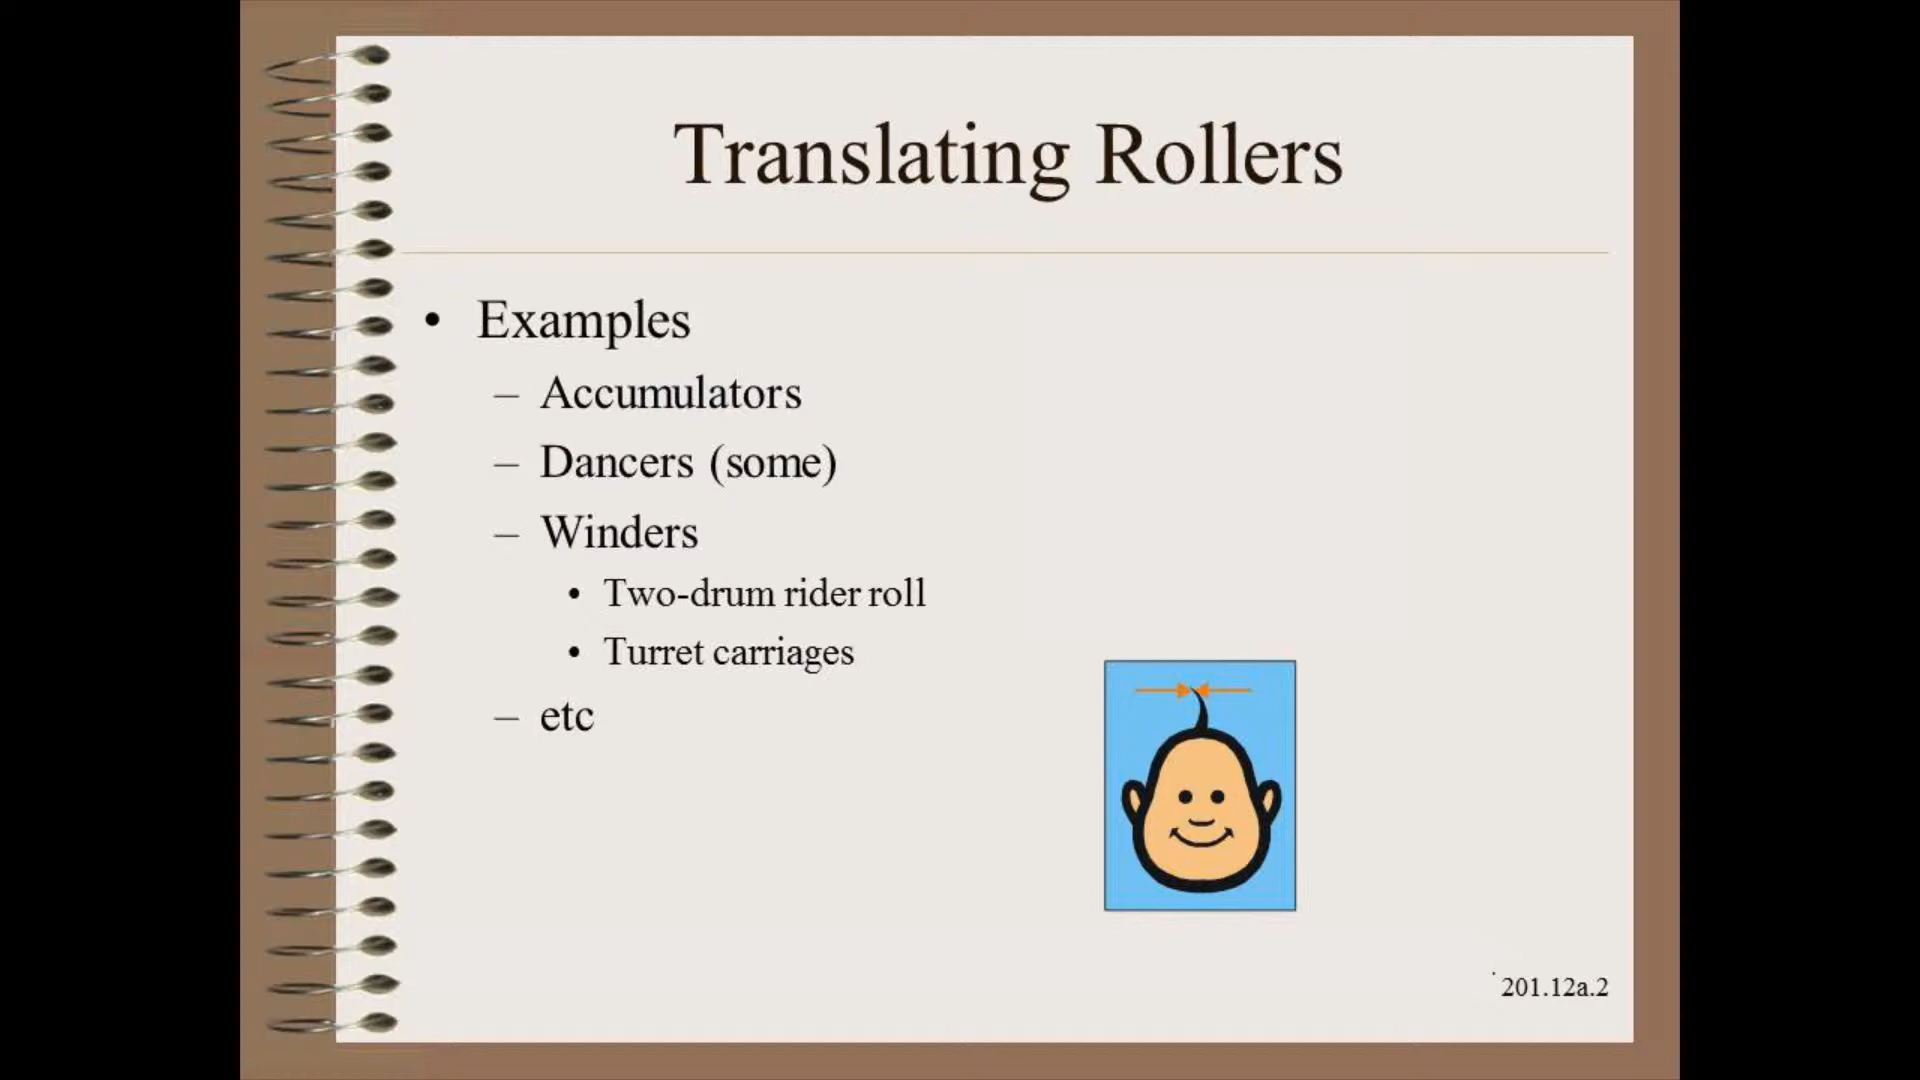 Translating Rollers
• Examples
– Accumulators
– Dancers (some)
– Winders
• Two-drum rider roll
• Turret carriages
– etc
201.12a.2